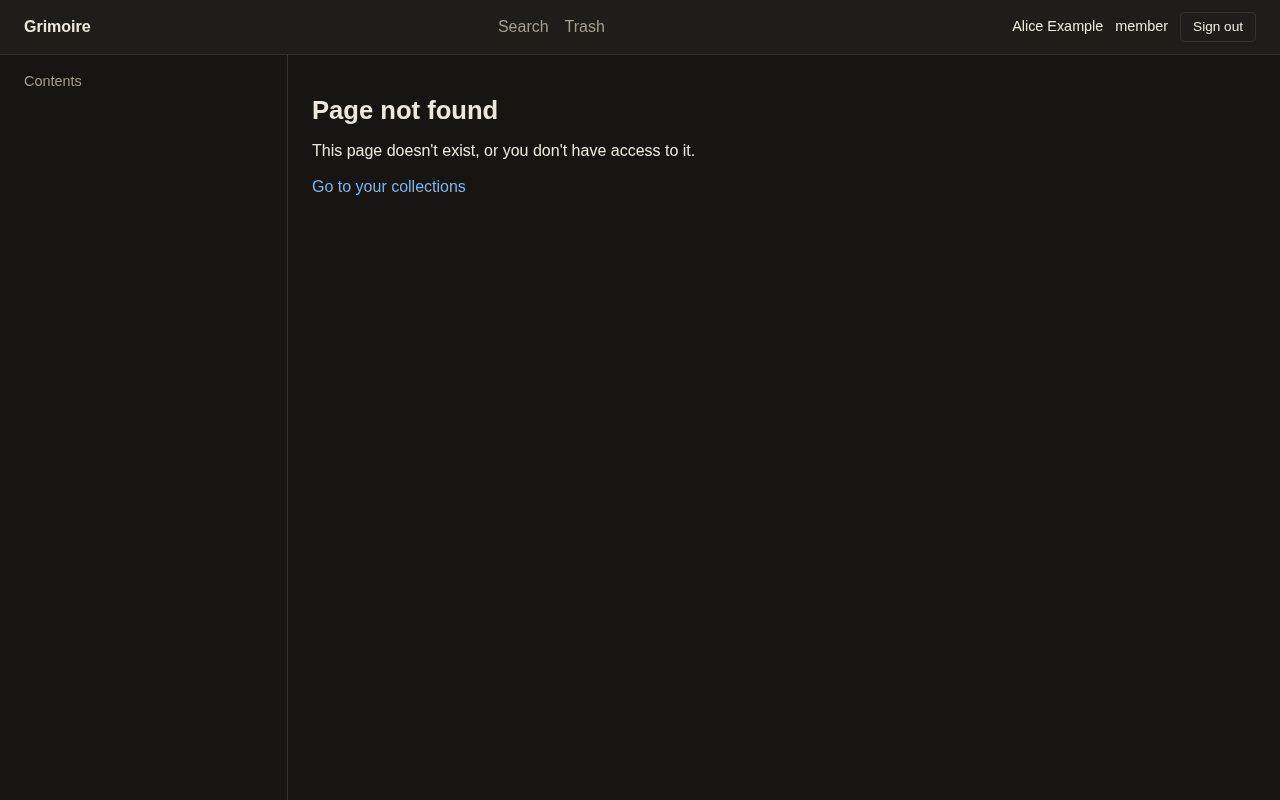 Grimoire
Search
Trash
Alice Example
member
Sign out
Contents
Page not found
This page doesn't exist, or you don't have access to it.
Go to your collections